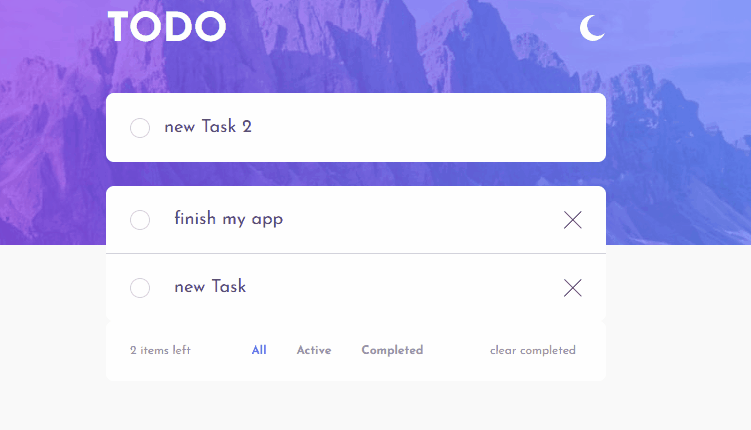 TODO
new Task 2
finish my app
new Task
2 items left All Active Completed clear completed